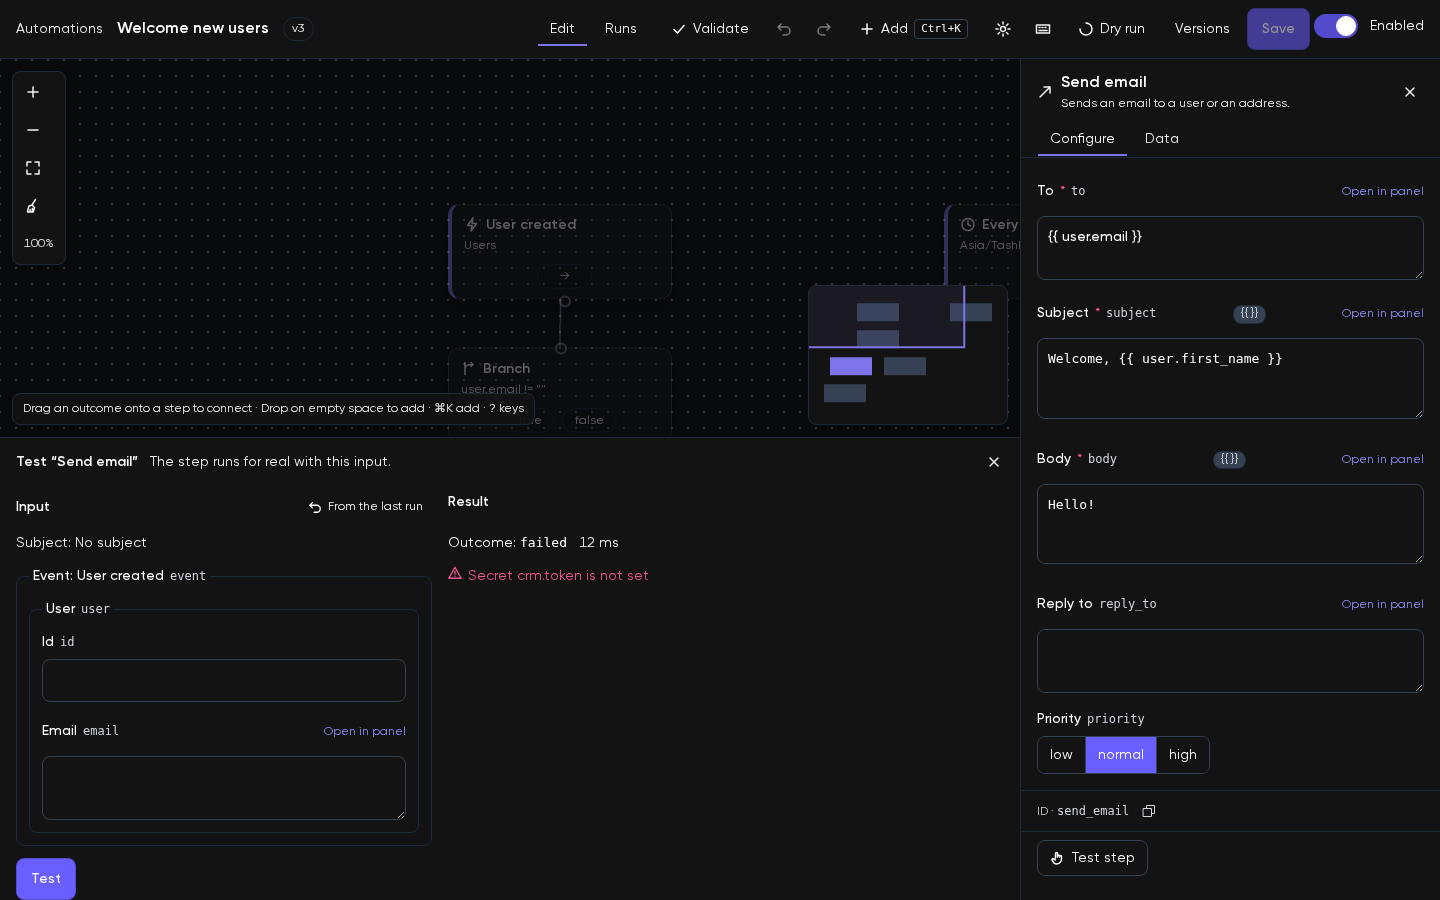 Automations Welcome new users v3 Edit Runs Validate Add Ctrl+K Dry run Versions Save Enabled
100%
User created
Users
→
Every
Branch
user.email != ""
false
Drag an outcome onto a step to connect · Drop on empty space to add · ⌘K add · ? keys
Send email
Sends an email to a user or an address.
Configure Data
To * to Open in panel
{{ user.email }}
Subject * subject {{ }} Open in panel
Welcome, {{ user.first_name }}
Body * body {{ }} Open in panel
Hello!
Reply to reply_to Open in panel
Priority priority
low normal high
ID · send_email
Test step
Test “Send email” The step runs for real with this input.
Input From the last run
Subject: No subject
Event: User created event
User user
Id id
Email email Open in panel
Test
Result
Outcome: failed 12 ms
Secret crm.token is not set